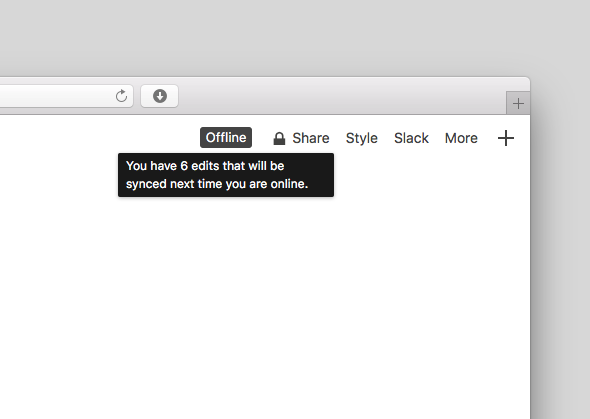 Offline
Share
Style
Slack
More
You have 6 edits that will be
synced next time you are online.